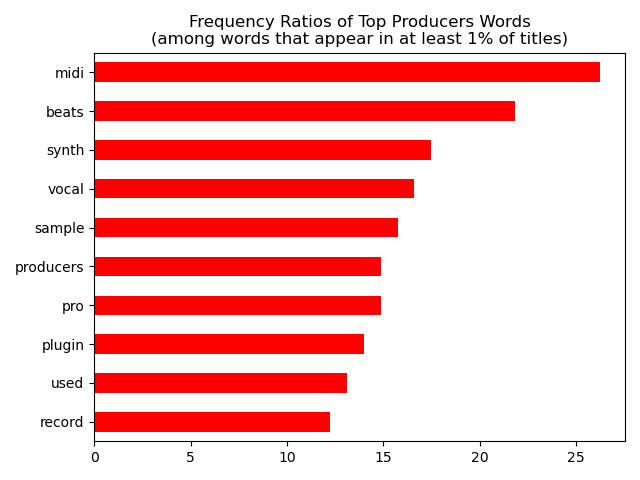 Frequency Ratios of Top Producers Words
(among words that appear in at least 1% of titles)
midi
beats
synth
vocal
sample
producers
pro
plugin
used
record
0 5 10 15 20 25